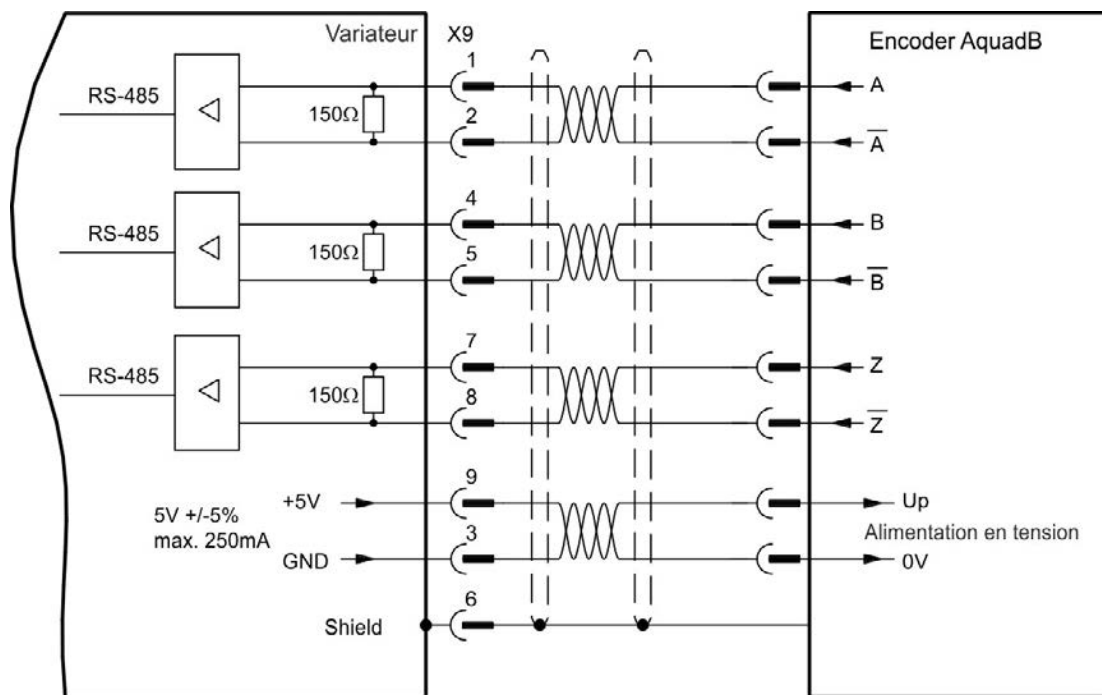 Variateur X9
Encoder AquadB
1
RS-485
150Ω
A
2
A̅
4
RS-485
150Ω
B
5
B̅
7
RS-485
150Ω
Z
8
Z̅
9
+5V
Up
5V +/-5%
max. 250mA
Alimentation en tension
3
GND
0V
6
Shield